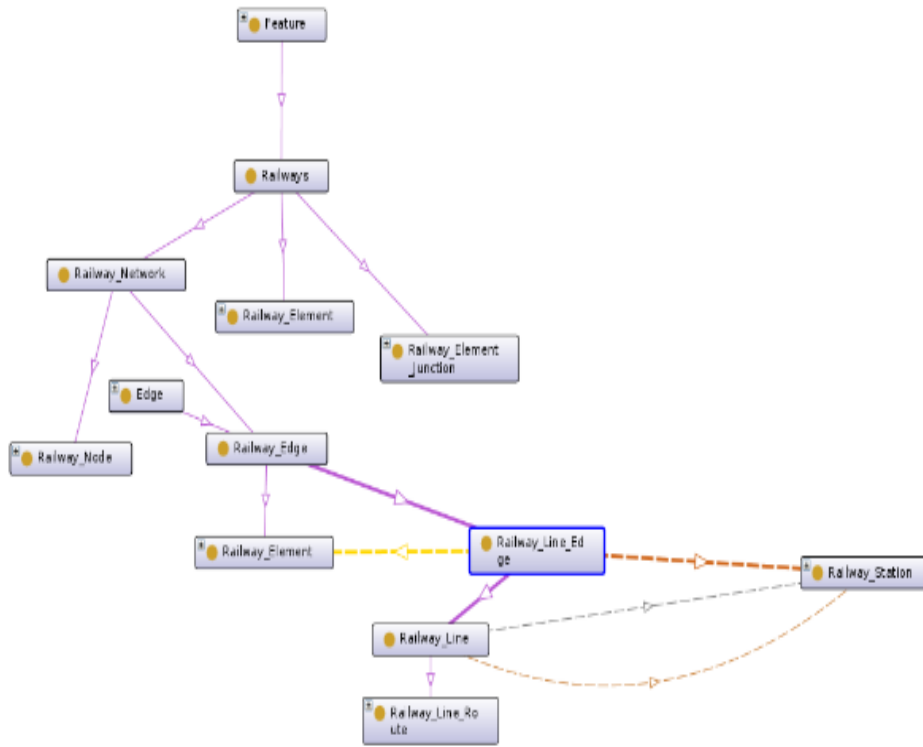 Feature
Railways
Railway_Network
Railway_Element
Railway_Element
_Junction
Edge
Railway_Node
Railway_Edge
Railway_Element
Railway_Line_Ed
ge
Railway_Station
Railway_Line
Railway_Line_Ro
ute